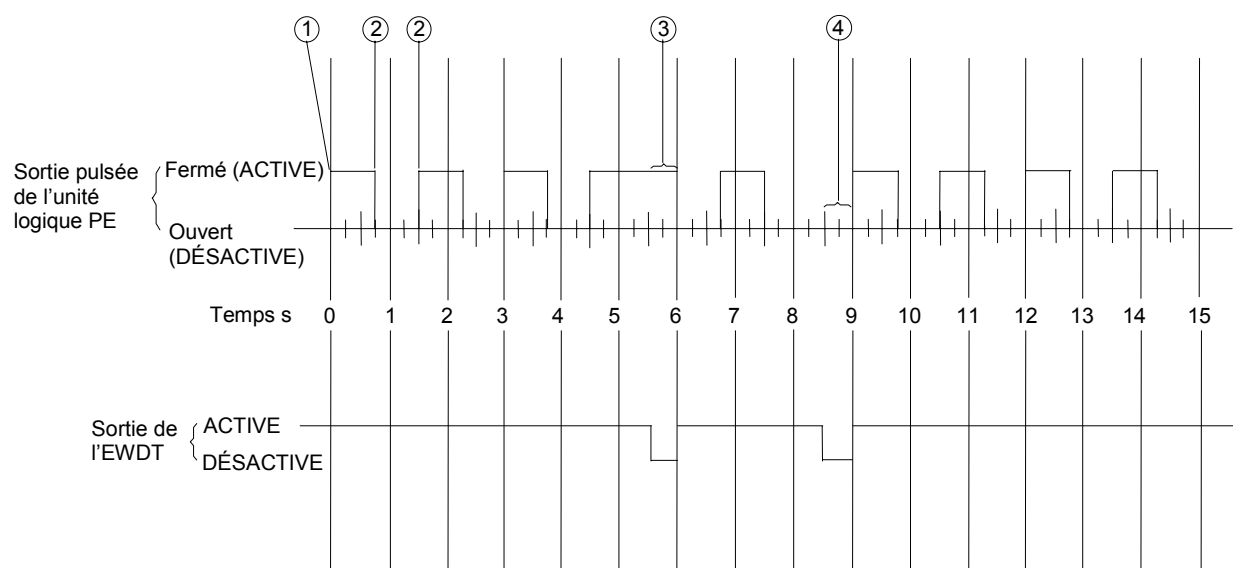 ① ② ② ③ ④
Sortie pulsée
de l’unité
logique PE
Fermé (ACTIVE)
Ouvert
(DÉSACTIVE)
Temps s 0 1 2 3 4 5 6 7 8 9 10 11 12 13 14 15
Sortie de
l’EWDT
ACTIVE
DÉSACTIVE